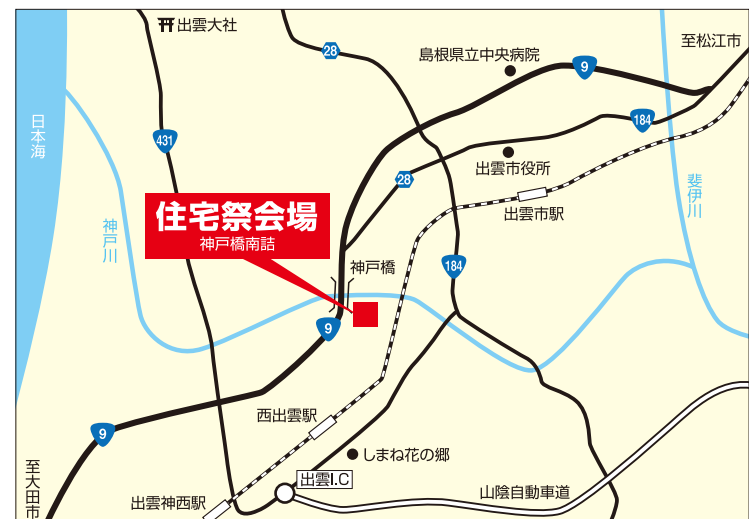 出雲大社
28
島根県立中央病院
9
至松江市
日本海
431
184
28
出雲市役所
出雲市駅
斐伊川
神戸川
住宅祭会場
神戸橋南詰
神戸橋
184
9
西出雲駅
9
しまね花の郷
至大田市
出雲I.C
出雲神西駅
山陰自動車道